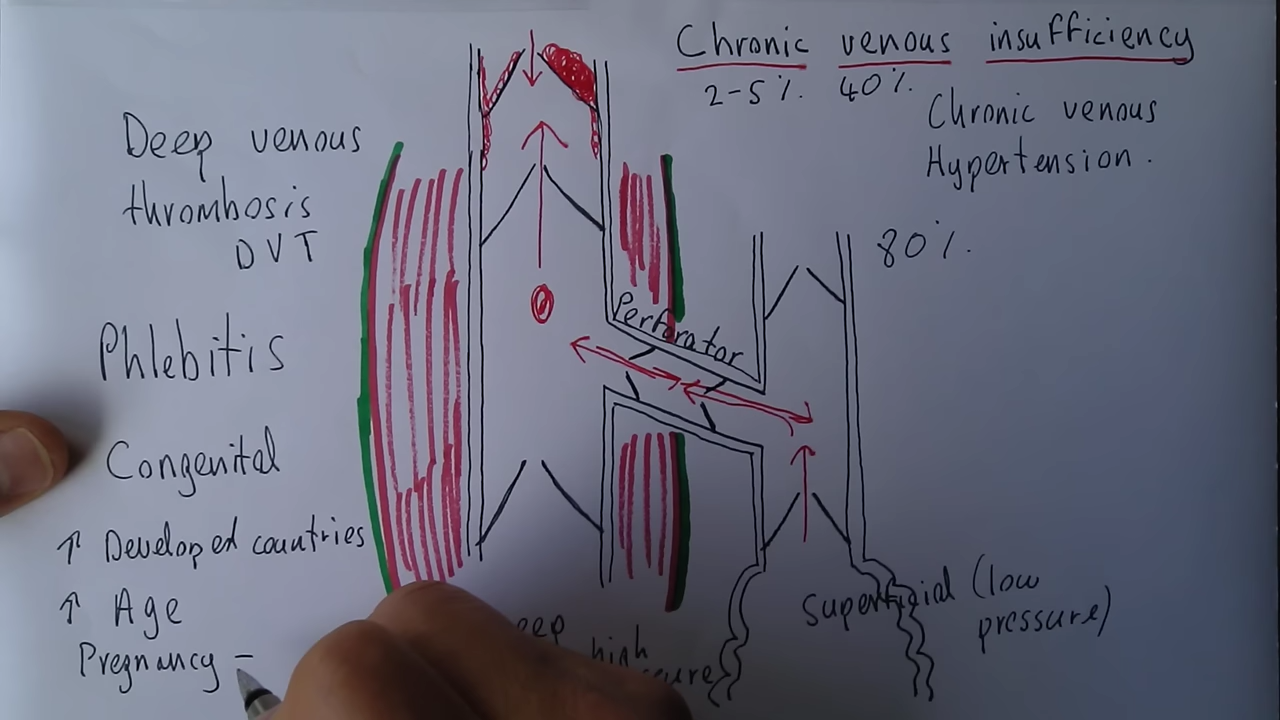 Chronic venous insufficiency
2-5%. 40%.
Chronic venous
Hypertension.
80%.
Deep venous
thrombosis
DVT
Phlebitis
Congenital
↑ Developed countries
↑ Age
Pregnancy -
Perforator
Superficial (low
pressure)
high